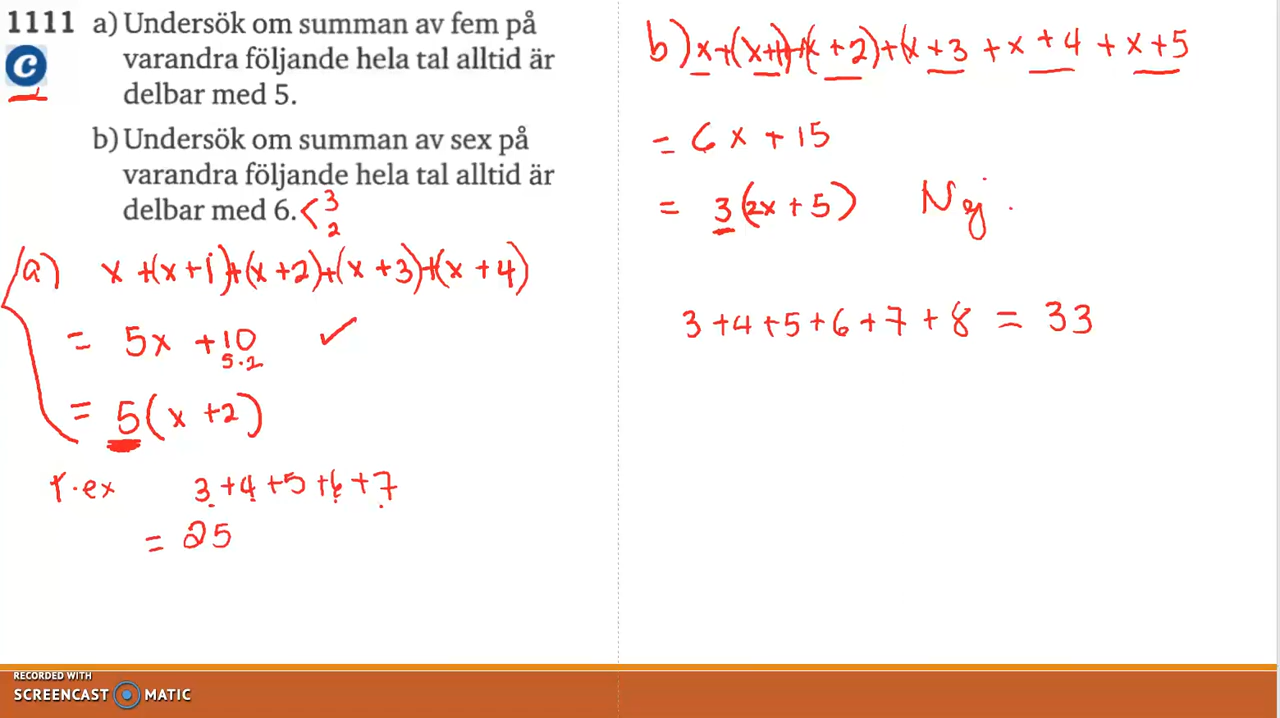 1111 a) Undersök om summan av fem på
C varandra följande hela tal alltid är
delbar med 5.
b) Undersök om summan av sex på
varandra följande hela tal alltid är
delbar med 6. < 3
2
(a) x +(x+1)+(x+2)+(x+3)+(x+4)
= 5x +10 ✓
5·2
= 5(x+2)
T.ex 3+4+5+6+7
= 25
b) x+(x+1)+(x+2)+(x+3+x+4+x+5
= 6x+15
= 3(2x+5) Nej.
3+4+5+6+7+8 = 33
RECORDED WITH
SCREENCAST MATIC